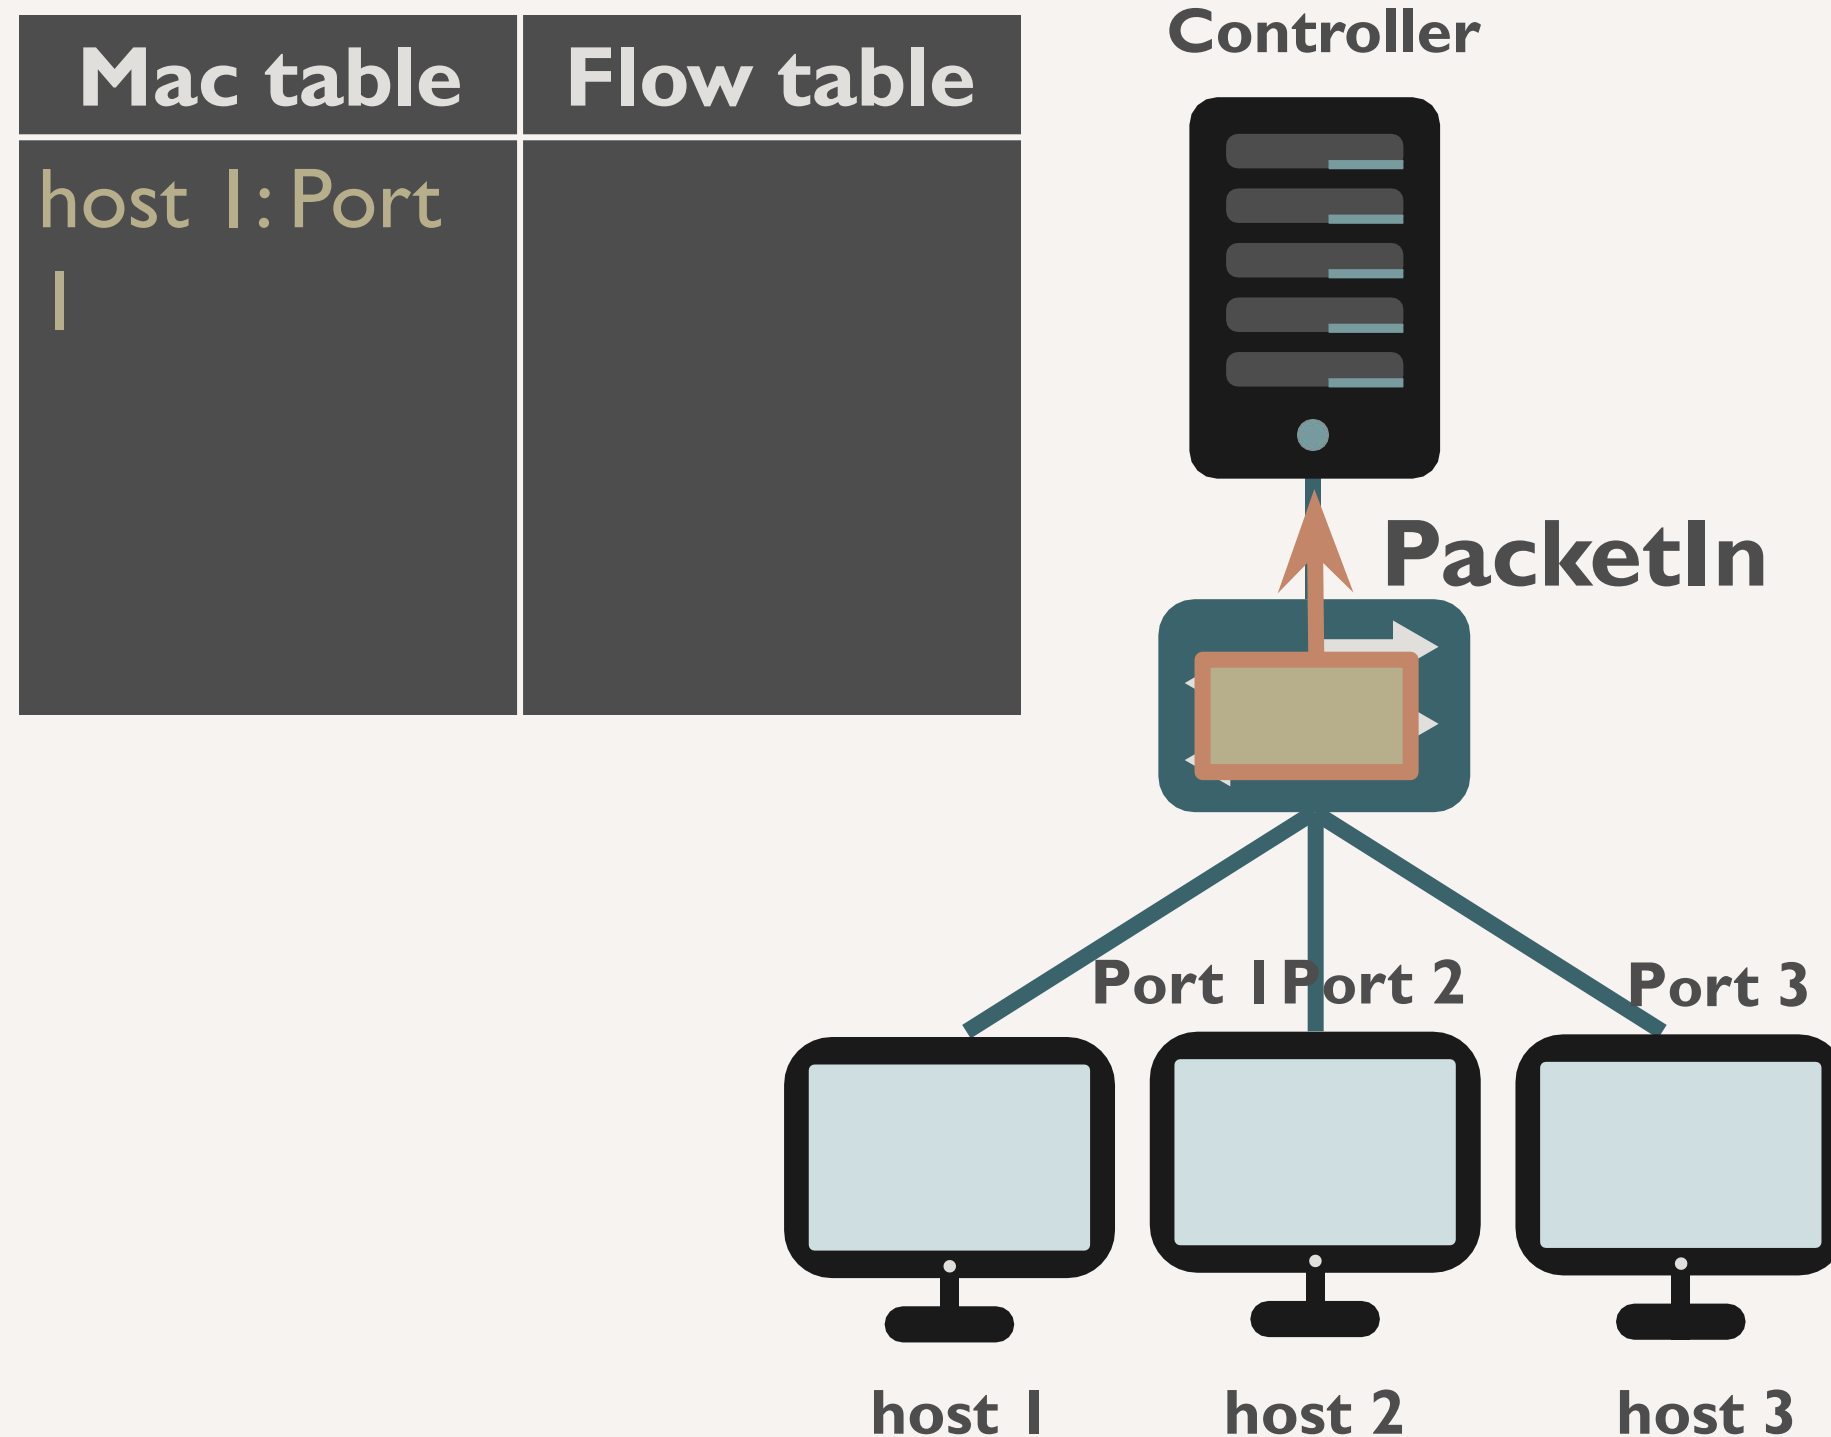 Controller
Mac table
Flow table
host 1: Port
1
PacketIn
Port 1
Port 2
Port 3
host 1
host 2
host 3